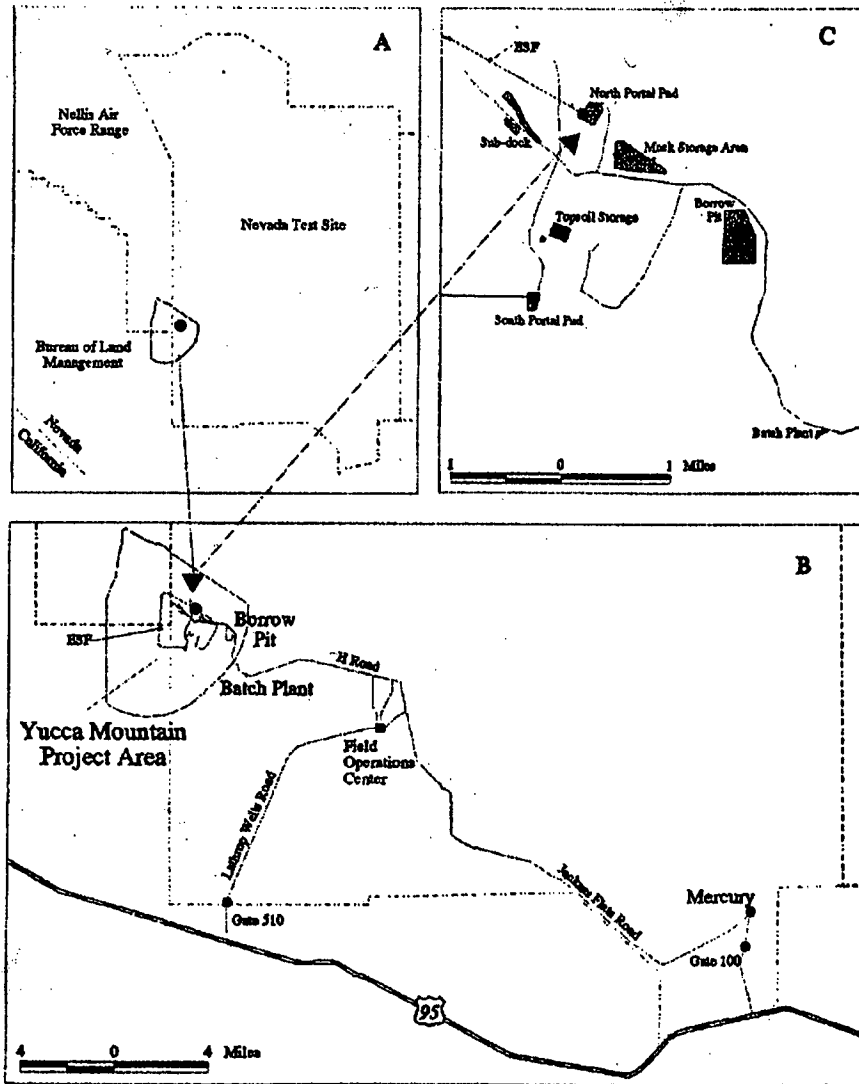 A
Nellis Air
Force Range
Nevada Test Site
Bureau of Land
Management
Nevada
California
C
ESF
North Portal Pad
Sub-dock
Muck Storage Area
Topsoil Storage
Borrow
Pit
South Portal Pad
Batch Plant
1 0 1 Miles
B
ESF
Borrow
Pit
H Road
Batch Plant
Yucca Mountain
Project Area
Field
Operations
Center
Lathrop Wells Road
Gate 510
Jackass Flats Road
Mercury
Gate 100
95
4 0 4 Miles